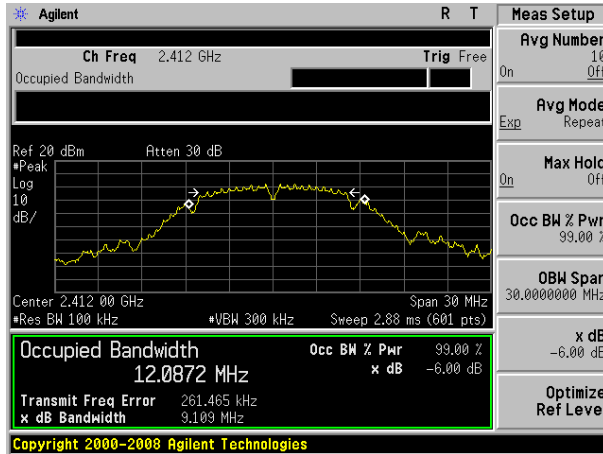 Agilent R T
Ch Freq 2.412 GHz Trig Free
Occupied Bandwidth
Ref 20 dBm Atten 30 dB
#Peak
Log
10
dB/
Center 2.412 00 GHz Span 30 MHz
#Res BW 100 kHz #VBW 300 kHz Sweep 2.88 ms (601 pts)
Occupied Bandwidth Occ BW % Pwr 99.00 %
12.0872 MHz x dB -6.00 dB
Transmit Freq Error 261.465 kHz
x dB Bandwidth 9.109 MHz
Copyright 2000-2008 Agilent Technologies
Meas Setup
Avg Number
10
On Off
Avg Mode
Exp Repeat
Max Hold
On Off
Occ BW % Pwr
99.00 %
OBW Span
30.0000000 MHz
x dB
-6.00 dB
Optimize
Ref Level